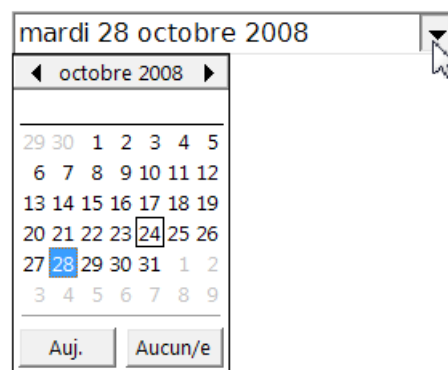 mardi 28 octobre 2008
octobre 2008
29 30 1 2 3 4 5
6 7 8 9 10 11 12
13 14 15 16 17 18 19
20 21 22 23 24 25 26
27 28 29 30 31 1 2
3 4 5 6 7 8 9
Auj. Aucun/e